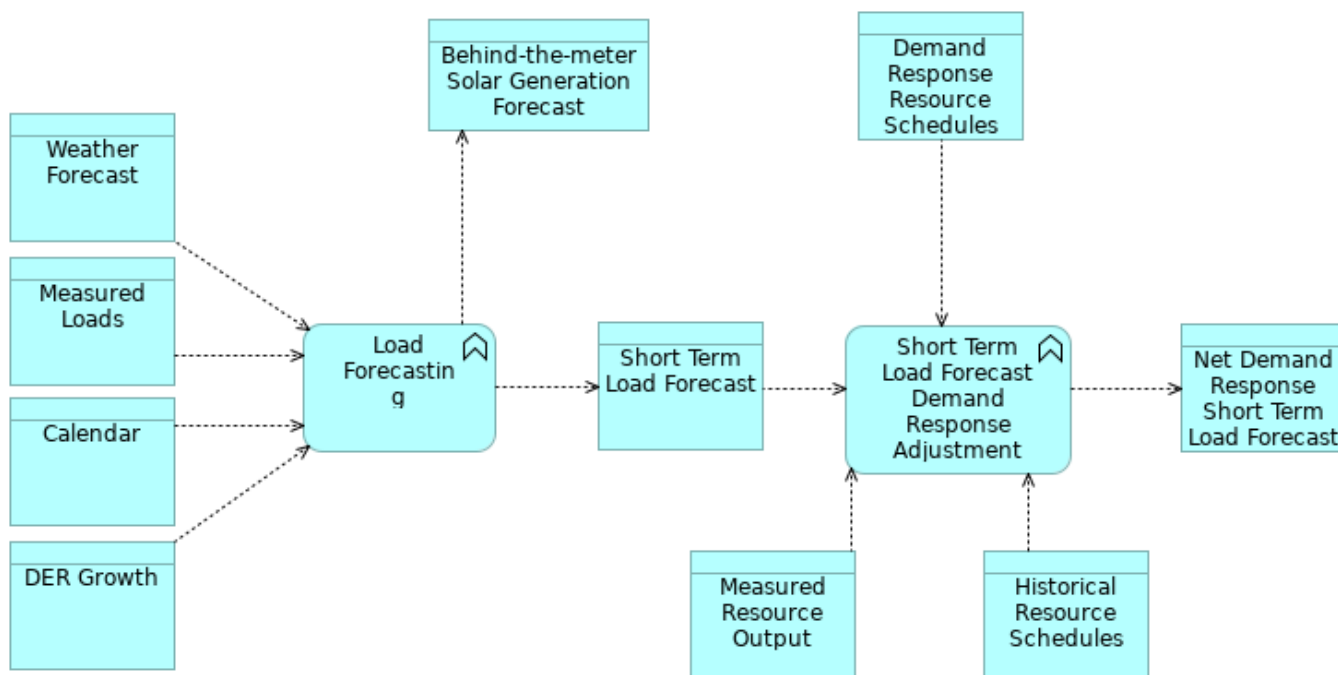 Behind-the-meter
Solar Generation
Forecast
Demand
Response
Resource
Schedules
Weather
Forecast
Measured
Loads
Calendar
DER Growth
Load
Forecastin
g
Short Term
Load Forecast
Short Term
Load Forecast
Demand
Response
Adjustment
Net Demand
Response
Short Term
Load Forecast
Measured
Resource
Output
Historical
Resource
Schedules